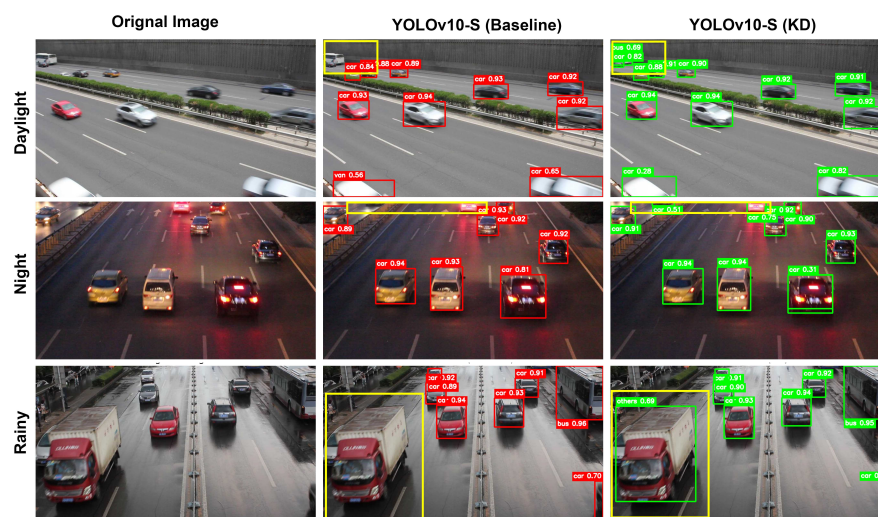 Orignal Image
YOLOv10-S (Baseline)
YOLOv10-S (KD)
Daylight
car 0.84
.88
car 0.89
car 0.93
car 0.92
car 0.93
car 0.94
car 0.92
van 0.56
car 0.65
bus 0.69
car 0.82
car 0.88
.91
car 0.90
car 0.92
car 0.91
car 0.94
car 0.94
car 0.92
car 0.28
car 0.82
Night
car 0.93
car 0.92
car 0.89
car 0.92
car 0.94
car 0.93
car 0.81
car 0.51
car 0.92
0.75
car 0.90
car 0.91
car 0.93
car 0.94
car 0.94
car 0.31
Rainy
car 0.92
car 0.89
car 0.91
car 0.94
car 0.93
bus 0.96
car 0.70
car 0.91
car 0.90
car 0.92
others 0.69
car 0.93
car 0.94
bus 0.95
car 0